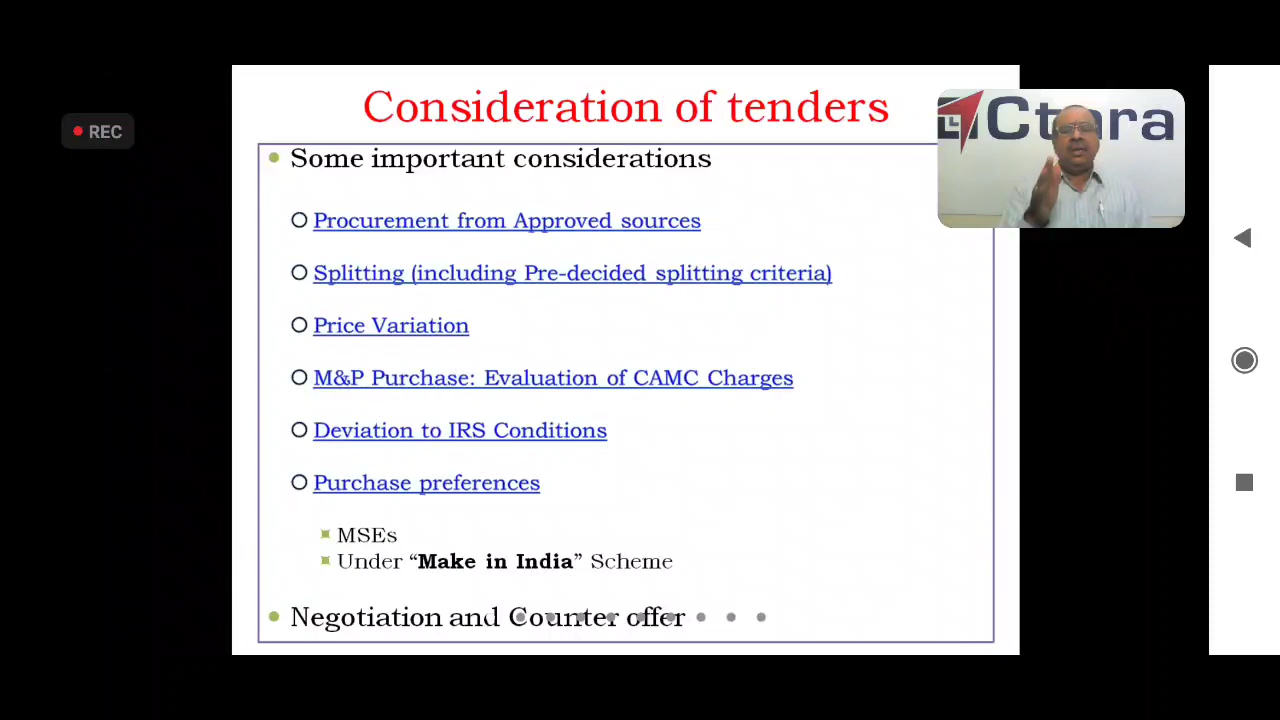 Consideration of tenders
REC
Some important considerations
Procurement from Approved sources
Splitting (including Pre-decided splitting criteria)
Price Variation
M&P Purchase: Evaluation of CAMC Charges
Deviation to IRS Conditions
Purchase preferences
MSEs
Under “Make in India” Scheme
Negotiation and Counter offer